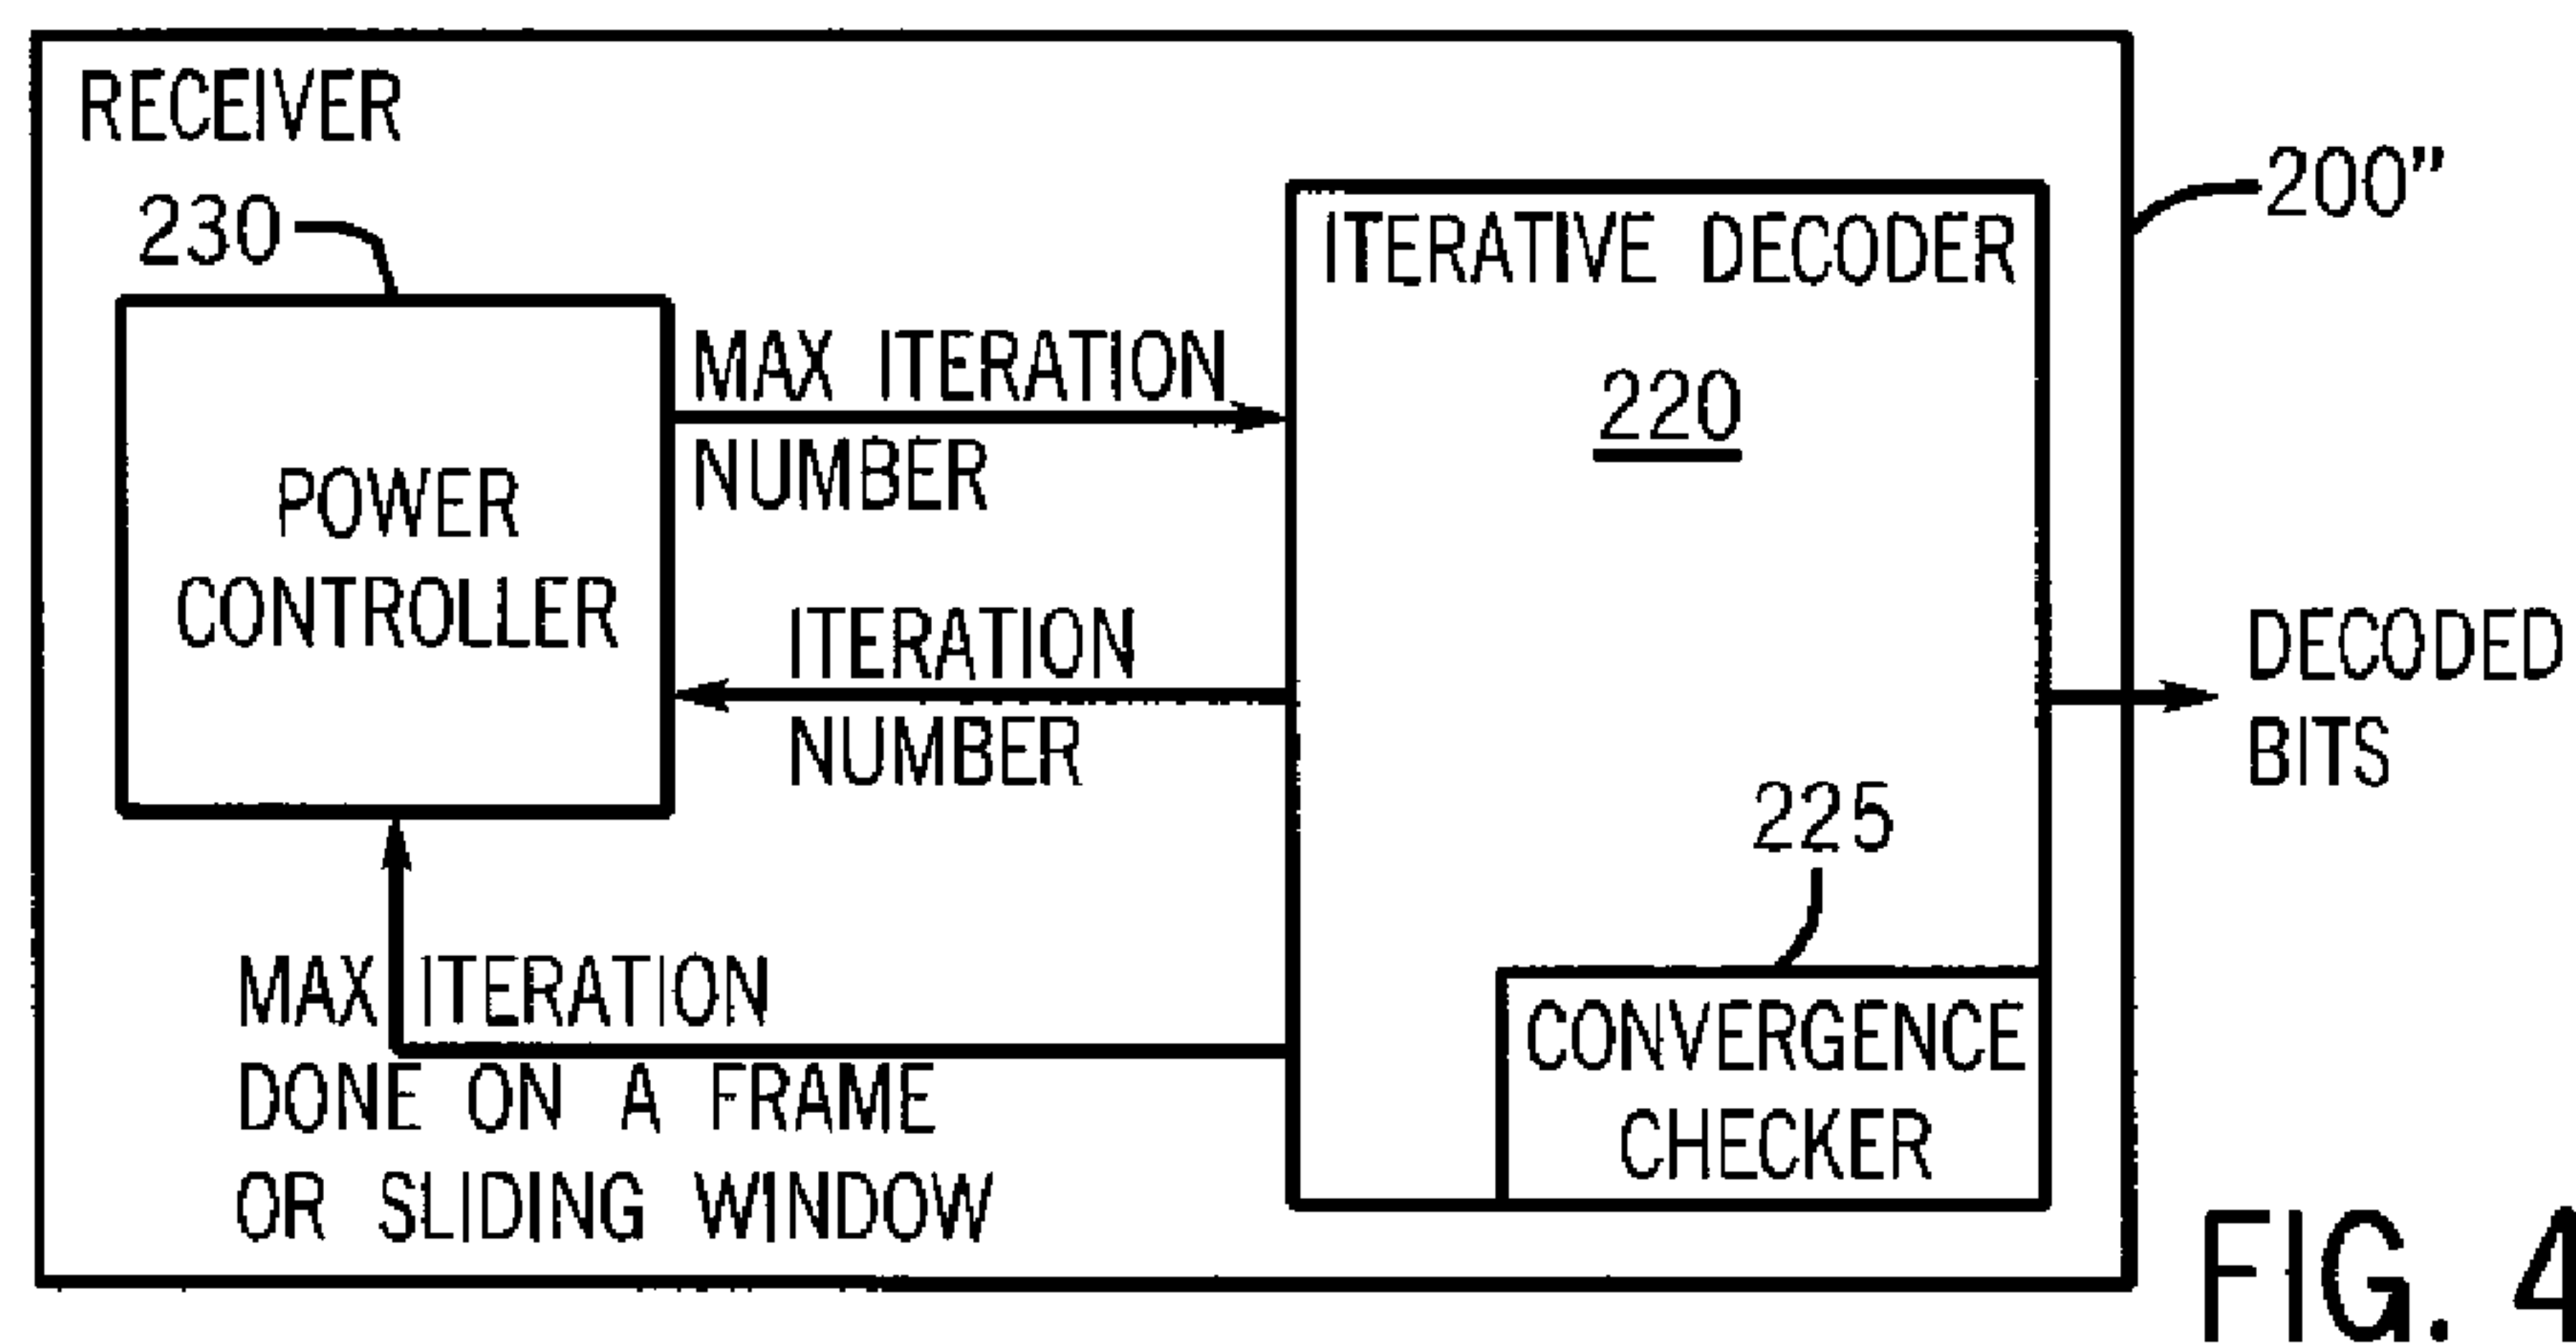 RECEIVER
230
200”
ITERATIVE DECODER
220
MAX ITERATION
NUMBER
POWER
CONTROLLER
ITERATION
NUMBER
DECODED
BITS
225
MAX ITERATION
DONE ON A FRAME
OR SLIDING WINDOW
CONVERGENCE
CHECKER
FIG. 4